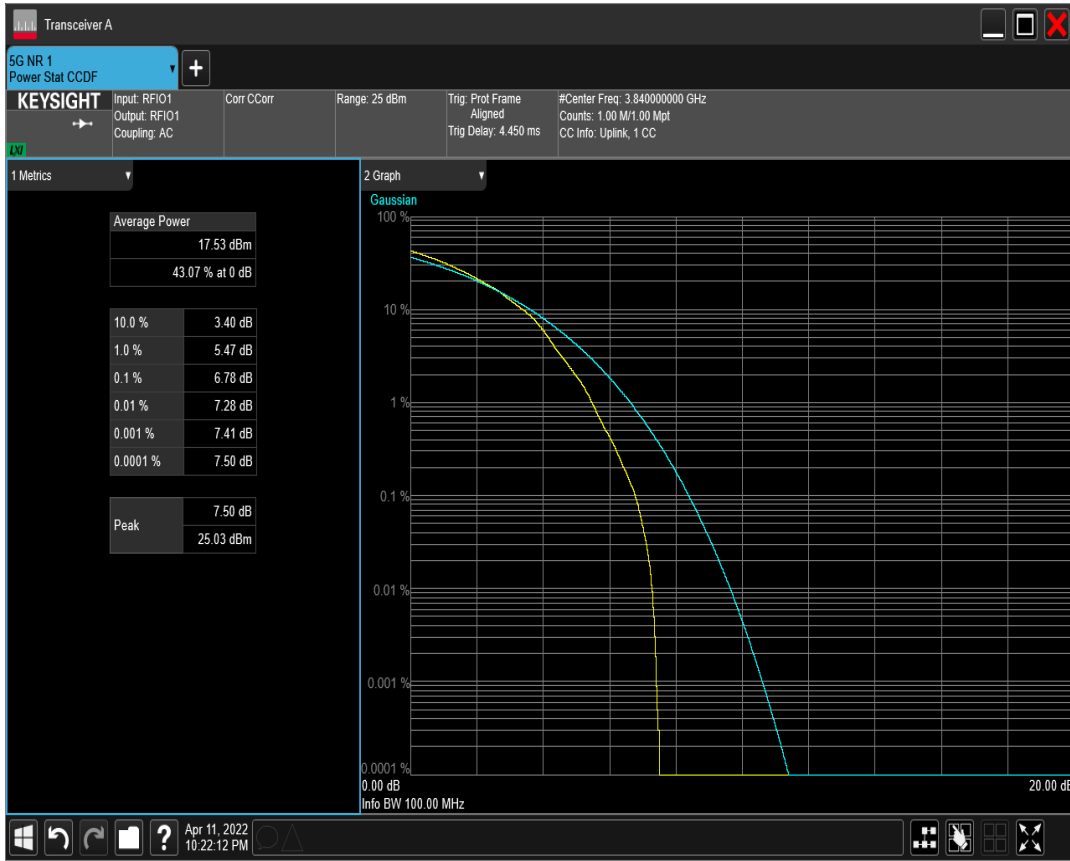 Transceiver A
5G NR 1
Power Stat CCDF
KEYSIGHT
LXI
Input: RFIO1
Output: RFIO1
Coupling: AC
Corr CCorr
Range: 25 dBm
Trig: Prot Frame
Aligned
Trig Delay: 4.450 ms
#Center Freq: 3.840000000 GHz
Counts: 1.00 M/1.00 Mpt
CC Info: Uplink, 1 CC
1 Metrics
Average Power
17.53 dBm
43.07 % at 0 dB
10.0 % 3.40 dB
1.0 % 5.47 dB
0.1 % 6.78 dB
0.01 % 7.28 dB
0.001 % 7.41 dB
0.0001 % 7.50 dB
Peak 7.50 dB
25.03 dBm
2 Graph
Gaussian
100 %
10 %
1 %
0.1 %
0.01 %
0.001 %
0.0001 %
0.00 dB 20.00 dB
Info BW 100.00 MHz
?
Apr 11, 2022
10:22:12 PM